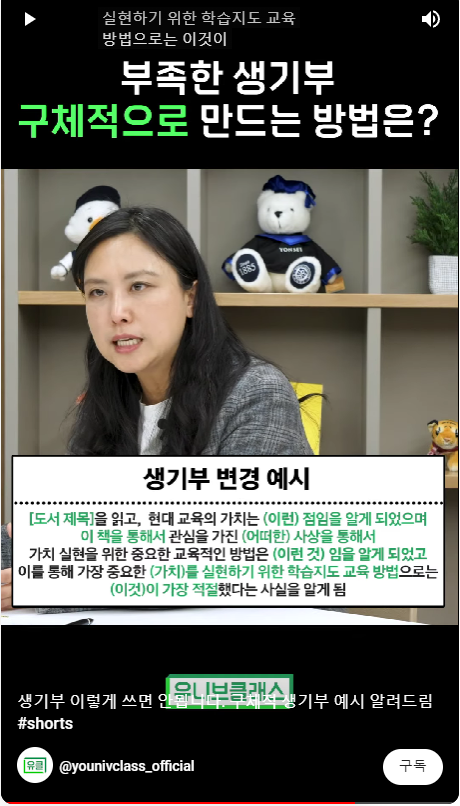 실현하기 위한 학습지도 교육
방법으로는 이것이
부족한 생기부
구체적으로 만드는 방법은?
YONSEI
1885
생기부 변경 예시
[도서 제목]을 읽고, 현대 교육의 가치는 (이런) 점임을 알게 되었으며
이 책을 통해서 관심을 가진 (어떠한) 사상을 통해서
가치 실현을 위한 중요한 교육적인 방법은 (이런 것) 임을 알게 되었고
이를 통해 가장 중요한 (가치)를 실현하기 위한 학습지도 교육 방법으로는
(이것)이 가장 적절했다는 사실을 알게 됨
유니브클래스
생기부 이렇게 쓰면 안됩니다. 구체적 생기부 예시 알려드림
#shorts
유클
@younivclass_official
구독